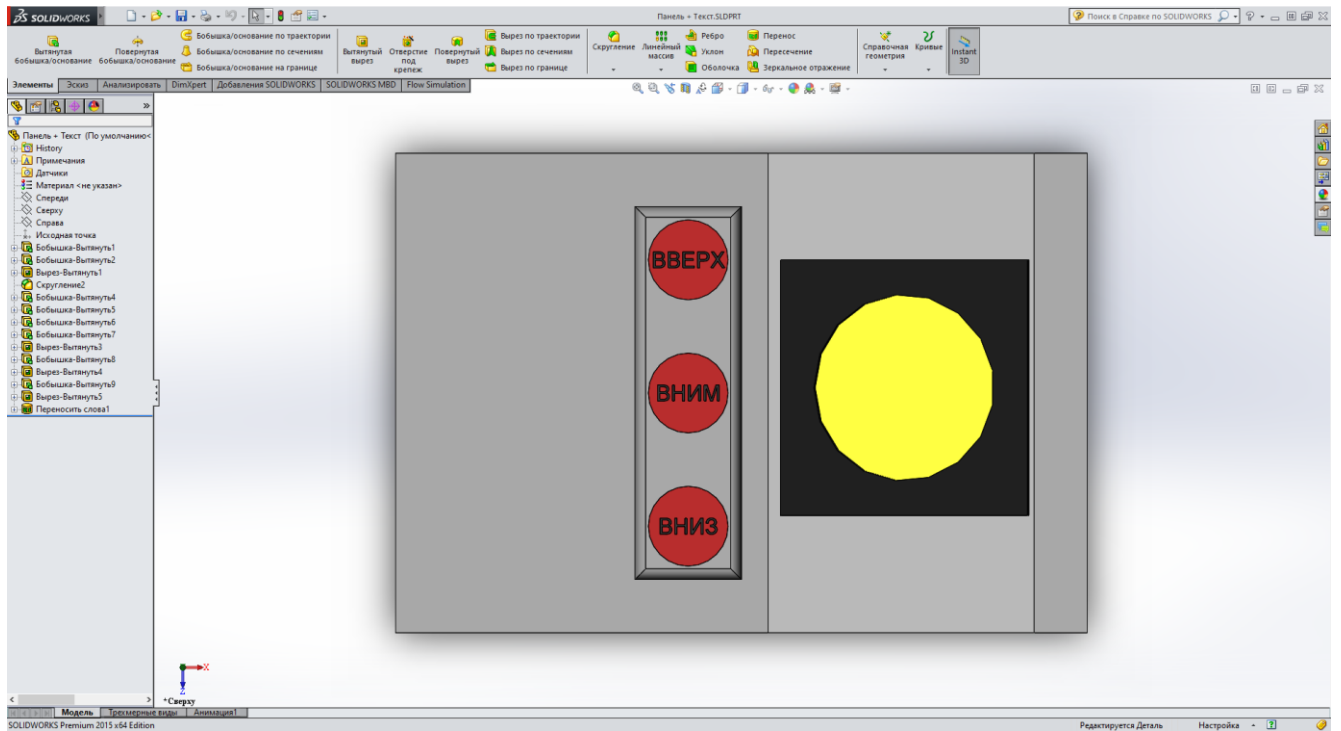 SOLIDWORKS
Панель + Текст.SLDPRT
Поиск в Справке по SOLIDWORKS
Вытянутая бобышка/основание
Повернутая бобышка/основание
Бобышка/основание по траектории
Бобышка/основание по сечениям
Бобышка/основание на границе
Вытянутый вырез
Отверстие под крепеж
Повернутый вырез
Вырез по траектории
Вырез по сечениям
Вырез по границе
Скругление
Линейный массив
Ребро
Уклон
Оболочка
Перенос
Пересечение
Зеркальное отражение
Справочная геометрия
Кривые
Instant 3D
Элементы
Эскиз
Анализировать
DimXpert
Добавления SOLIDWORKS
SOLIDWORKS MBD
Flow Simulation
Панель + Текст (По умолчанию<
History
Примечания
Датчики
Материал <не указан>
Спереди
Сверху
Справа
Исходная точка
Бобышка-Вытянуть1
Бобышка-Вытянуть2
Вырез-Вытянуть1
Скругление2
Бобышка-Вытянуть4
Бобышка-Вытянуть5
Бобышка-Вытянуть6
Бобышка-Вытянуть7
Вырез-Вытянуть3
Бобышка-Вытянуть8
Вырез-Вытянуть4
Бобышка-Вытянуть9
Вырез-Вытянуть5
Переносить слова1
ВВЕРХ
ВНИМ
ВНИЗ
X
Z
*Сверху
Модель
Трехмерные виды
Анимация1
SOLIDWORKS Premium 2015 x64 Edition
Редактируется Деталь
Настройка